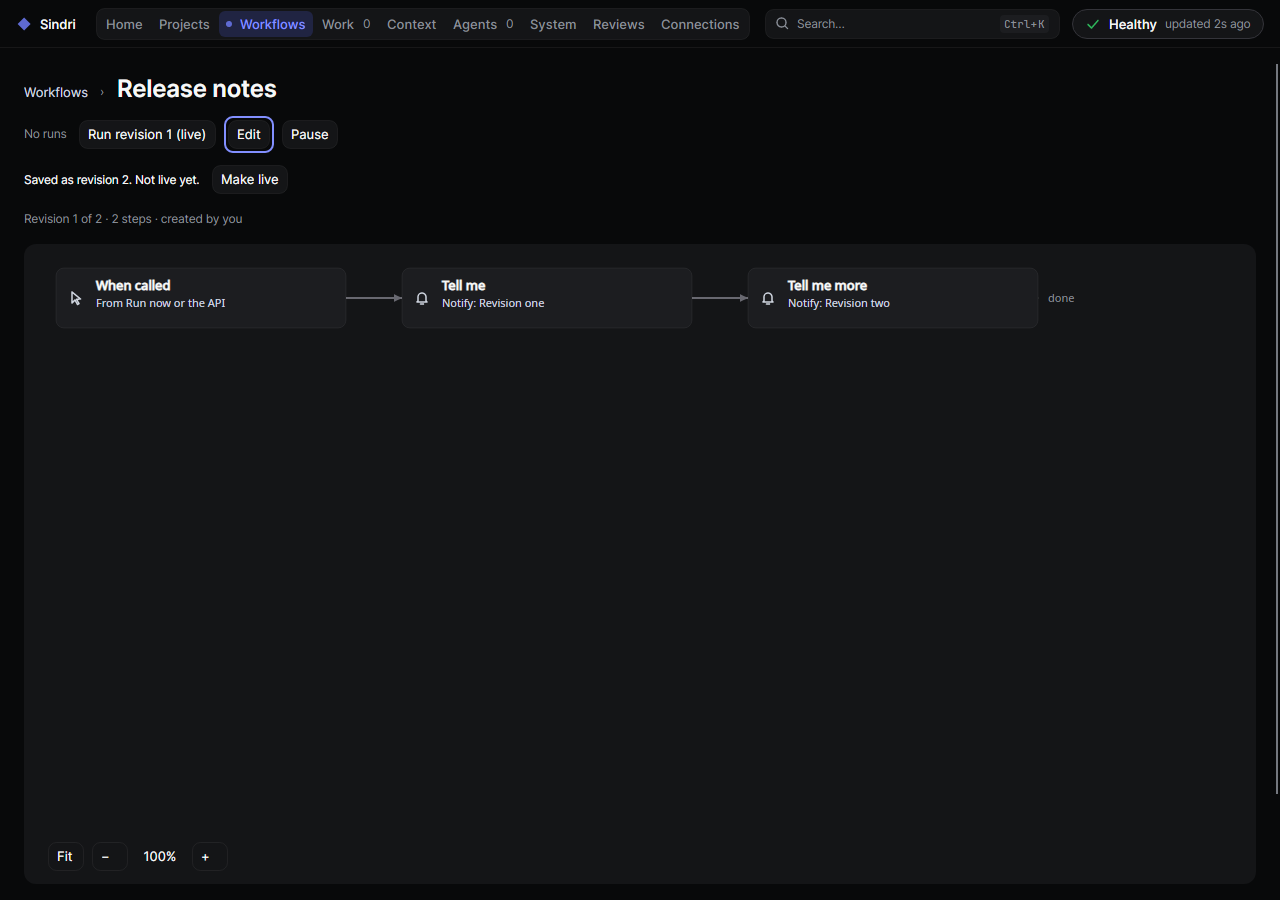 Sindri Home Projects Workflows Work 0 Context Agents 0 System Reviews Connections Search... Ctrl+K Healthy updated 2s ago
Workflows › Release notes
No runs Run revision 1 (live) Edit Pause
Saved as revision 2. Not live yet. Make live
Revision 1 of 2 · 2 steps · created by you
When called Tell me Tell me more
From Run now or the API Notify: Revision one Notify: Revision two done
Fit − 100% +